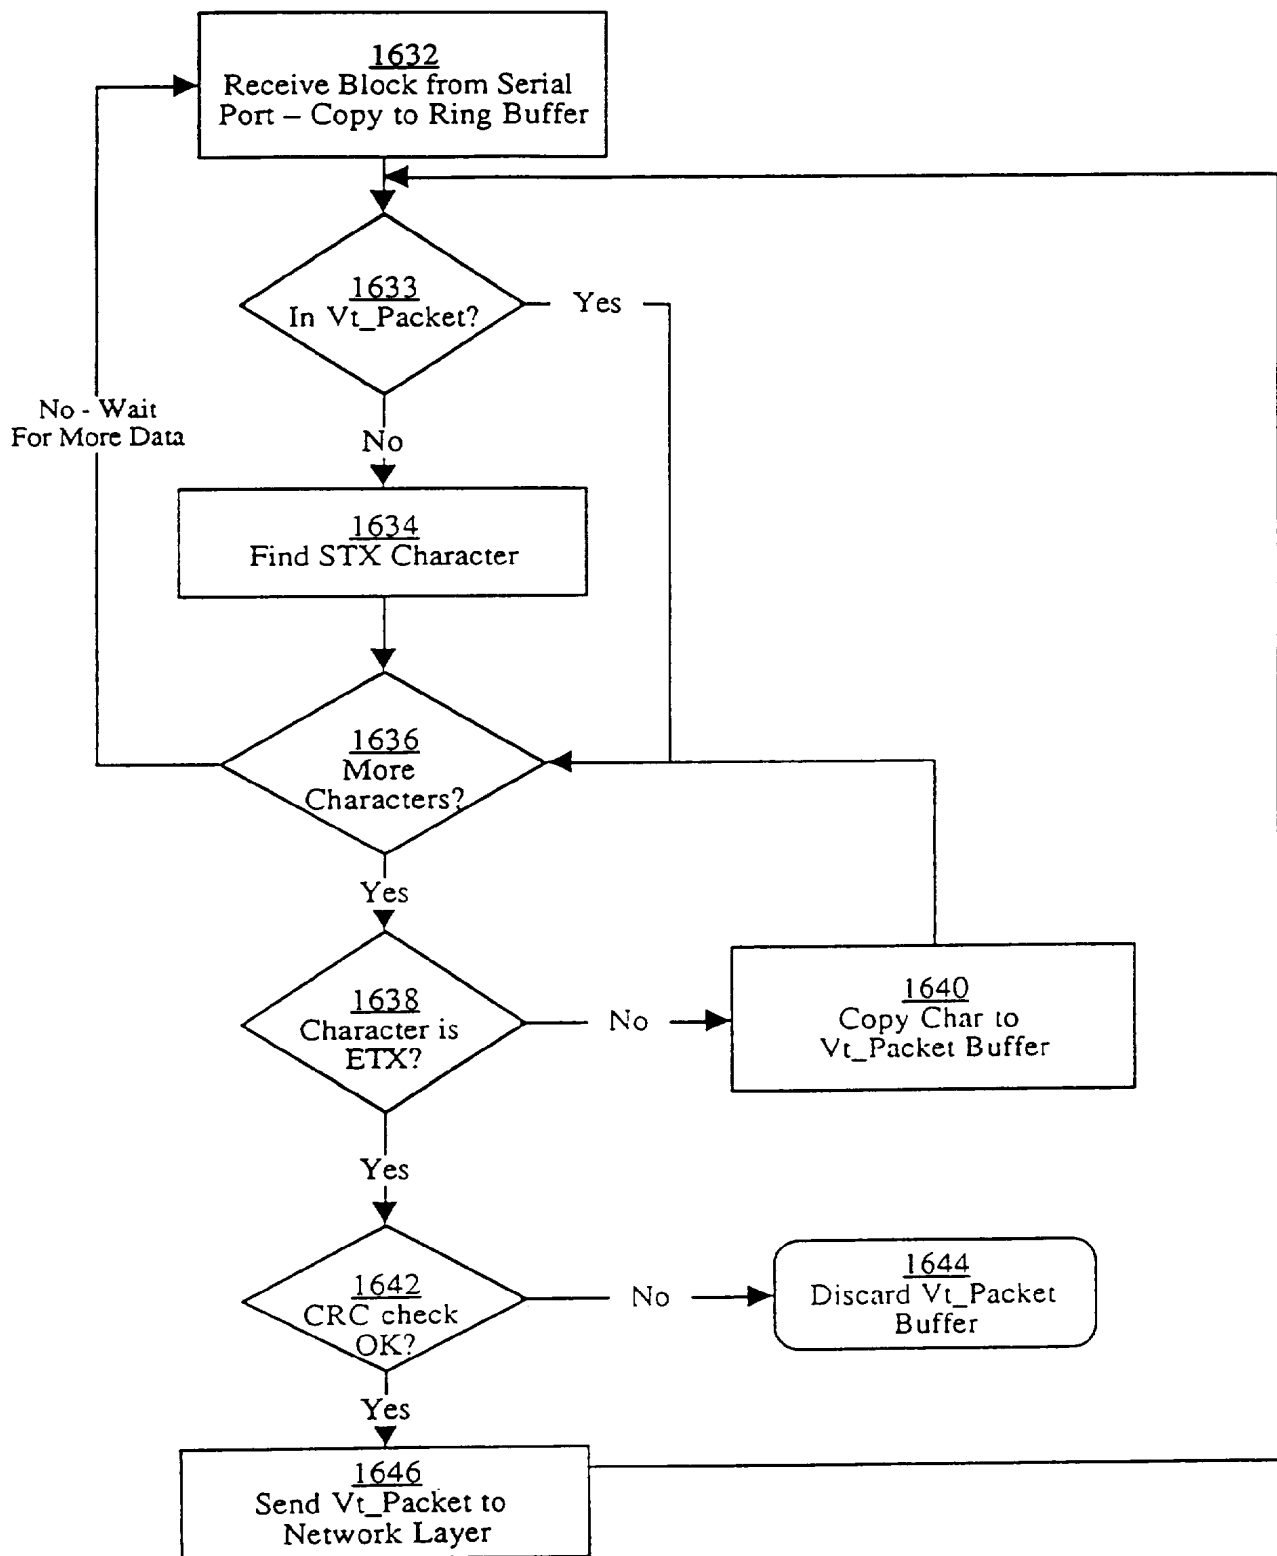 1632
Receive Block from Serial
Port – Copy to Ring Buffer
1633
In Vt_Packet?
Yes
No - Wait
For More Data
No
1634
Find STX Character
1636
More
Characters?
Yes
1638
Character is
ETX?
No
1640
Copy Char to
Vt_Packet Buffer
Yes
1642
CRC check
OK?
No
1644
Discard Vt_Packet
Buffer
Yes
1646
Send Vt_Packet to
Network Layer